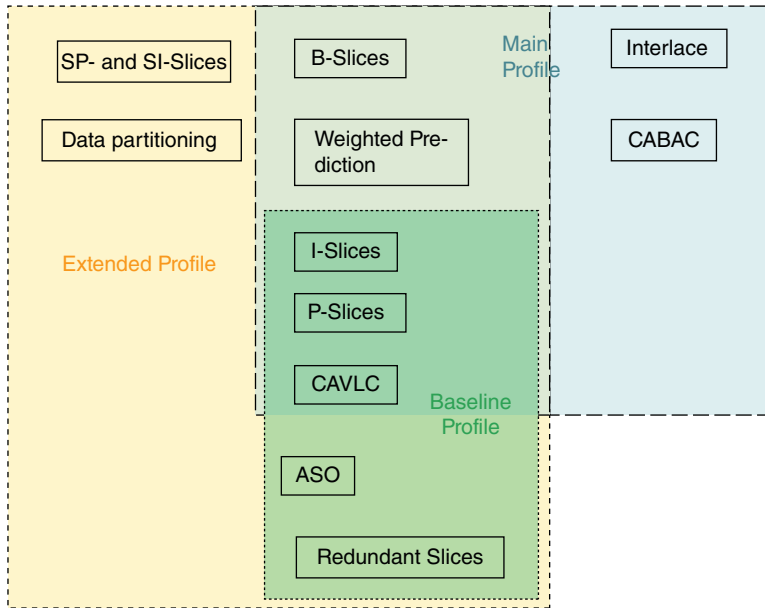 SP- and SI-Slices
B-Slices
Main
Profile
Interlace
Data partitioning
Weighted Pre-
diction
CABAC
Extended Profile
I-Slices
P-Slices
CAVLC
Baseline
Profile
ASO
Redundant Slices